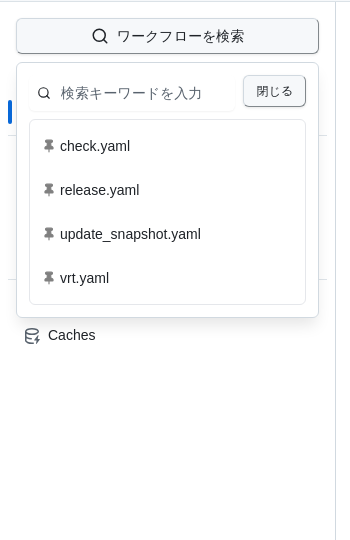 ワークフローを検索
検索キーワードを入力
閉じる
check.yaml
release.yaml
update_snapshot.yaml
vrt.yaml
Caches